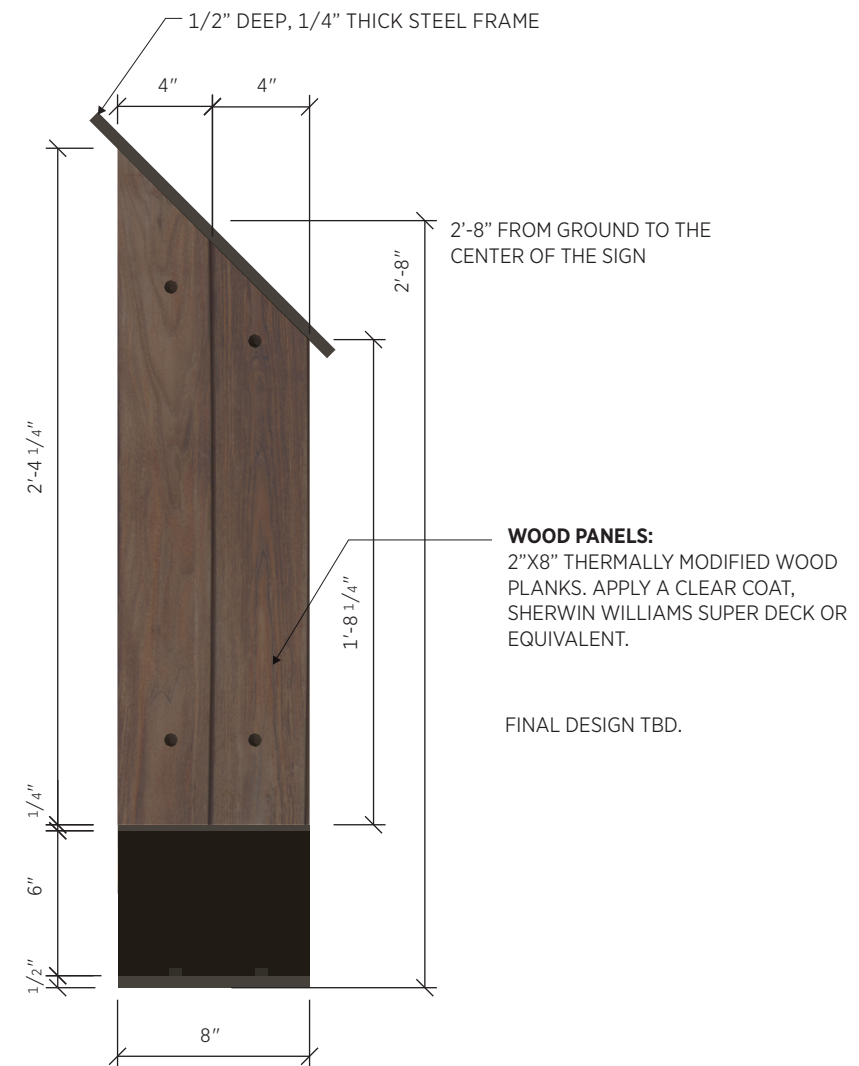 1/2” DEEP, 1/4” THICK STEEL FRAME
4”
4”
2’-8” FROM GROUND TO THE
CENTER OF THE SIGN
2’-8”
2’-4 1/4”
WOOD PANELS:
2”X8” THERMALLY MODIFIED WOOD
PLANKS. APPLY A CLEAR COAT,
SHERWIN WILLIAMS SUPER DECK OR
EQUIVALENT.
1’-8 1/4”
FINAL DESIGN TBD.
1/4”
6”
1/2”
8”